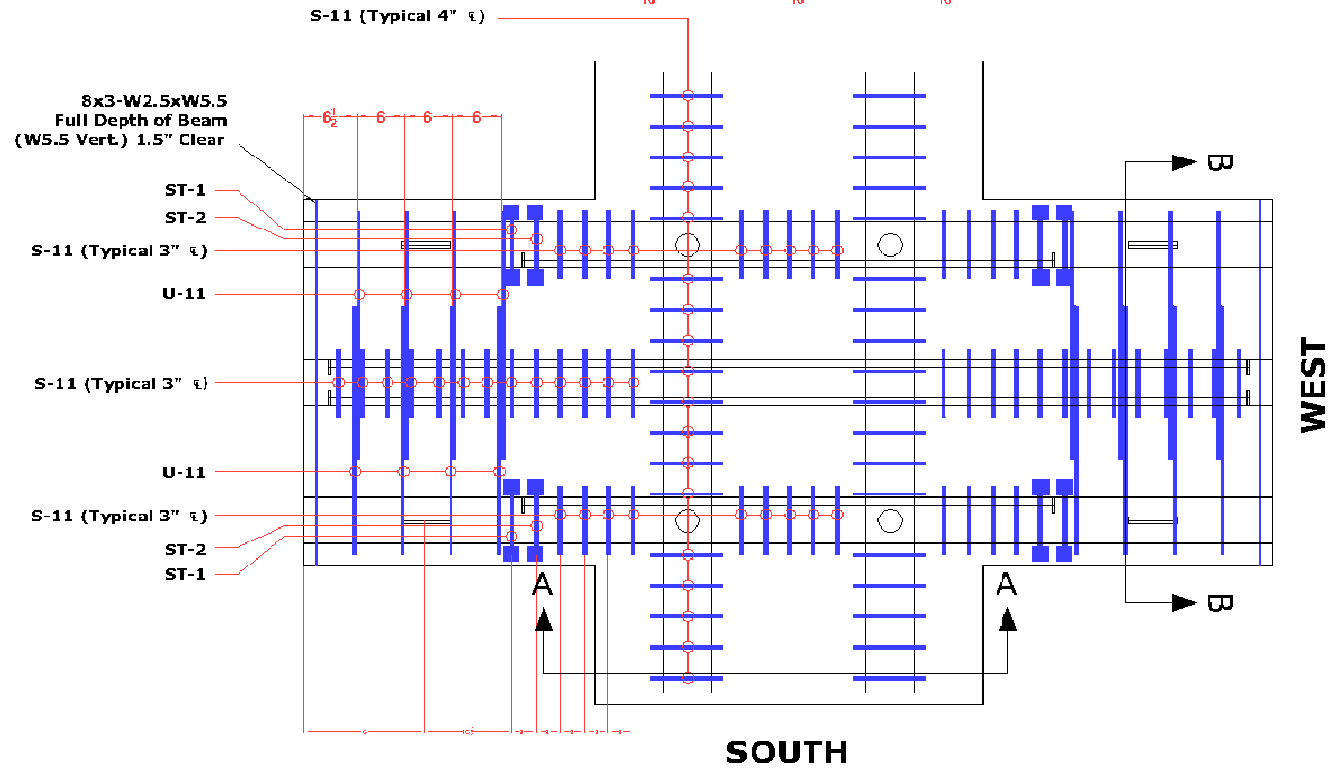 S-11 (Typical 4" ℄)
8x3-W2.5xW5.5
Full Depth of Beam
(W5.5 Vert.) 1.5" Clear
6½ 6 6 6
B
ST-1
ST-2
S-11 (Typical 3" ℄)
U-11
S-11 (Typical 3" ℄)
WEST
U-11
S-11 (Typical 3" ℄)
ST-2
ST-1
A A
B
SOUTH